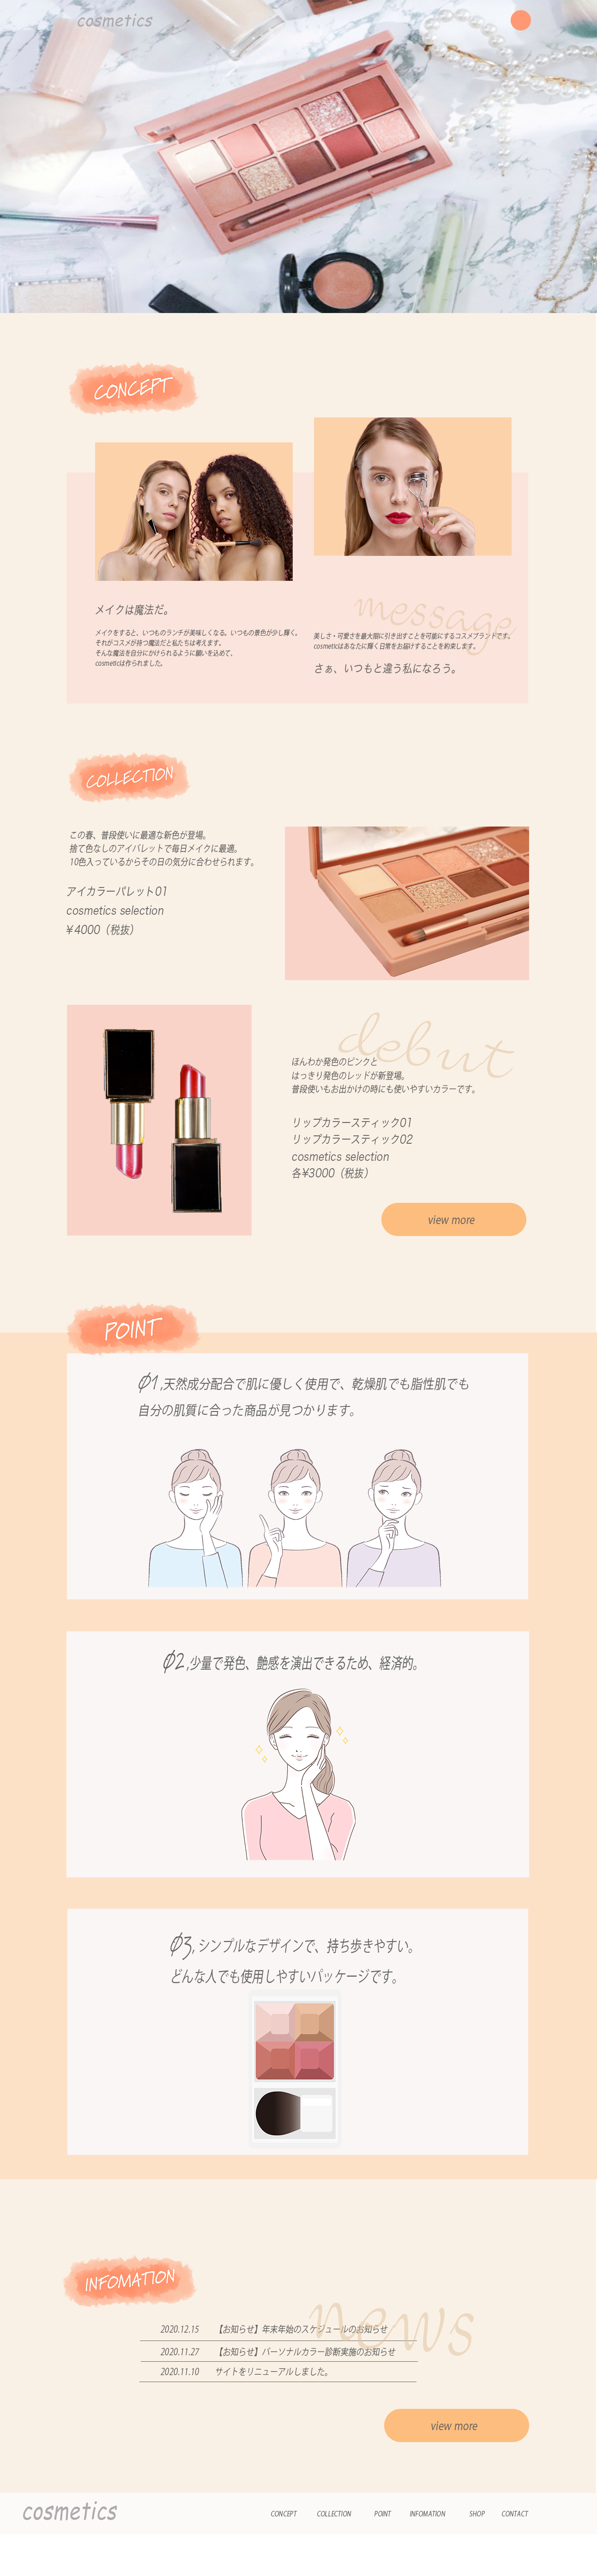 cosmetics
CONCEPT
メイクは魔法だ。
メイクをすると、いつものランチが美味しくなる。いつもの景色が少し輝く。
それがコスメが持つ魔法だと私たちは考えます。
そんな魔法を自分にかけられるように願いを込めて、
cosmeticは作られました。
message
美しさ・可愛さを最大限に引き出すことを可能にするコスメブランドです。
cosmeticはあなたに輝く日常をお届けすることを約束します。
さぁ、いつもと違う私になろう。
COLLECTION
この春、普段使いに最適な新色が登場。
捨て色なしのアイパレットで毎日メイクに最適。
10色入っているからその日の気分に合わせられます。
アイカラーパレット01
cosmetics selection
¥4000（税抜）
debut
ほんわか発色のピンクと
はっきり発色のレッドが新登場。
普段使いもお出かけの時にも使いやすいカラーです。
リップカラースティック01
リップカラースティック02
cosmetics selection
各¥3000（税抜）
view more
POINT
01,天然成分配合で肌に優しく使用で、乾燥肌でも脂性肌でも
自分の肌質に合った商品が見つかります。
02,少量で発色、艶感を演出できるため、経済的。
03,シンプルなデザインで、持ち歩きやすい。
どんな人でも使用しやすいパッケージです。
INFOMATION
news
2020.12.15 【お知らせ】年末年始のスケジュールのお知らせ
2020.11.27 【お知らせ】パーソナルカラー診断実施のお知らせ
2020.11.10 サイトをリニューアルしました。
view more
cosmetics
CONCEPT COLLECTION POINT INFOMATION SHOP CONTACT